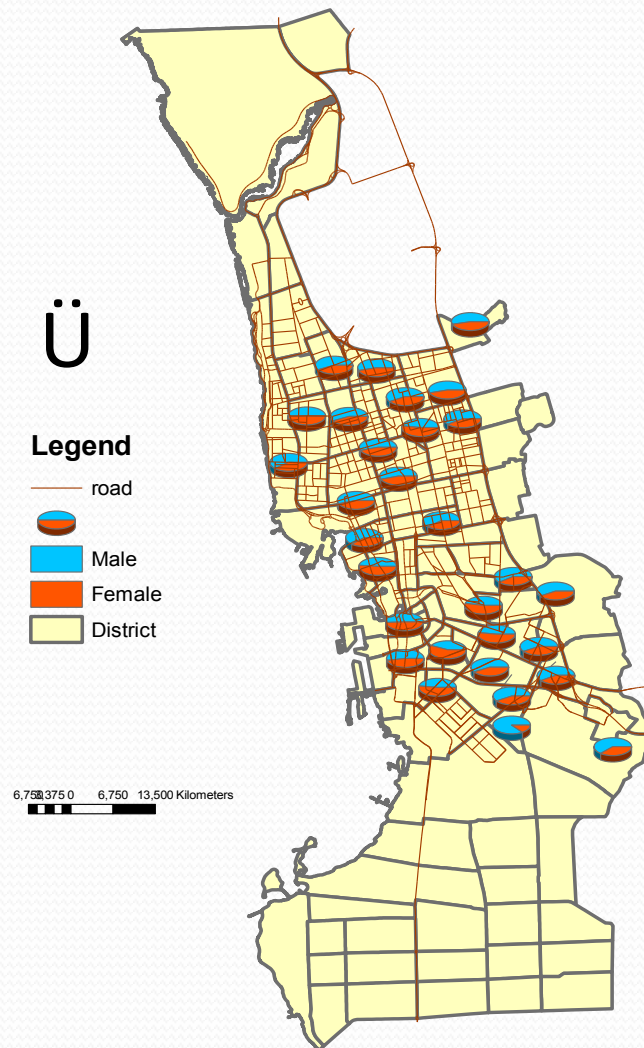 Ü
Legend
road
Male
Female
District
6,750 3,375 0 6,750 13,500 Kilometers